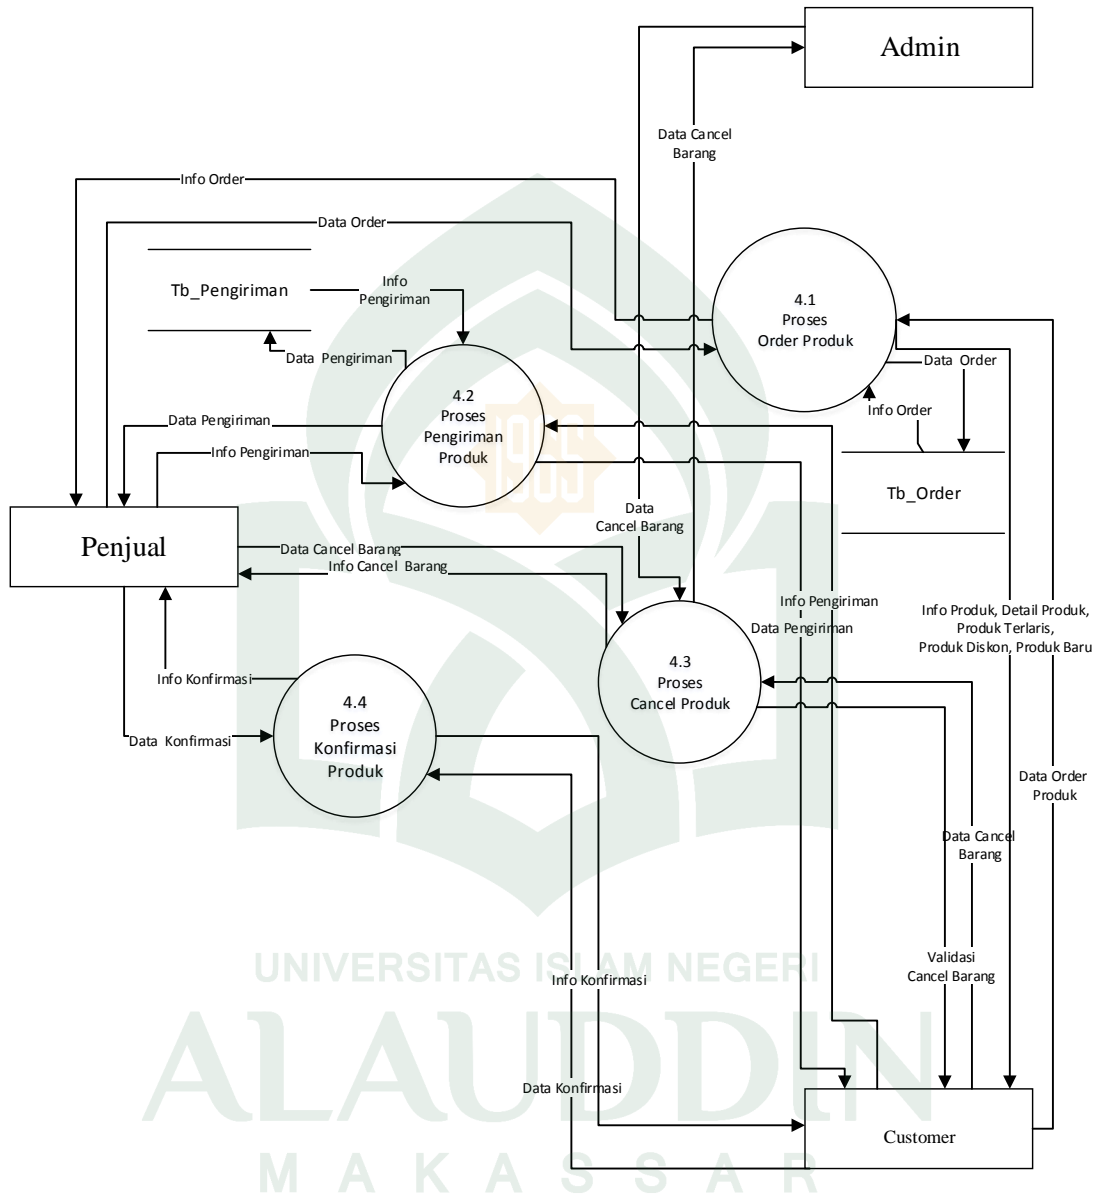 Admin
Data Cancel
Barang
Info Order
Data Order
Tb_Pengiriman
Info
Pengiriman
4.1
Proses
Order Produk
Data Pengiriman
Data Order
4.2
Proses
Pengiriman
Produk
Info Order
Data Pengiriman
Info Pengiriman
1965
Tb_Order
Data
Cancel Barang
Penjual
Data Cancel Barang
Info Cancel Barang
Info Pengiriman
Data Pengiriman
Info Produk, Detail Produk,
Produk Terlaris,
Produk Diskon, Produk Baru
4.3
Proses
Cancel Produk
Info Konfirmasi
4.4
Proses
Konfirmasi
Produk
Data Konfirmasi
Data Order
Produk
Data Cancel
Barang
Validasi
Cancel Barang
UNIVERSITAS ISLAM NEGERI
Info Konfirmasi
ALAUDDIN
Data Konfirmasi
Customer
MAKASSAR